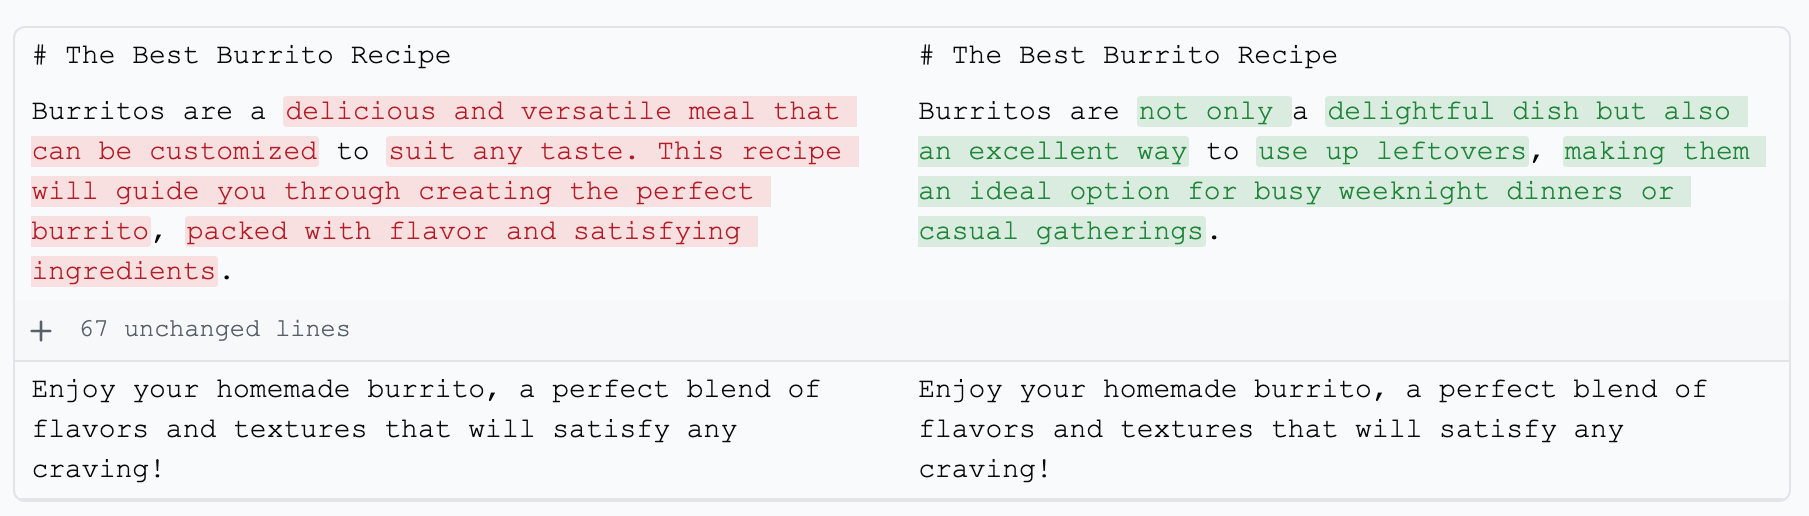 # The Best Burrito Recipe
Burritos are a delicious and versatile meal that
can be customized to suit any taste. This recipe
will guide you through creating the perfect
burrito, packed with flavor and satisfying
ingredients.
# The Best Burrito Recipe
Burritos are not only a delightful dish but also
an excellent way to use up leftovers, making them
an ideal option for busy weeknight dinners or
casual gatherings.
+ 67 unchanged lines
Enjoy your homemade burrito, a perfect blend of
flavors and textures that will satisfy any
craving!
Enjoy your homemade burrito, a perfect blend of
flavors and textures that will satisfy any
craving!